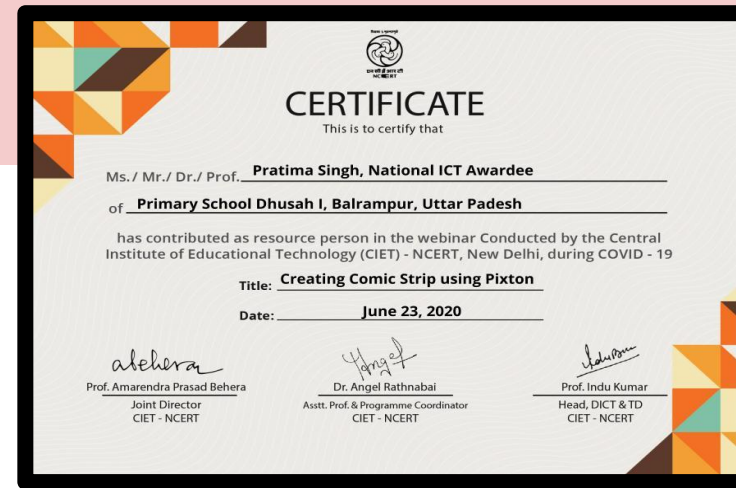 एन सी ई आर टी
NCERT
CERTIFICATE
This is to certify that
Ms./ Mr./ Dr./ Prof. Pratima Singh, National ICT Awardee
of Primary School Dhusah I, Balrampur, Uttar Padesh
has contributed as resource person in the webinar Conducted by the Central
Institute of Educational Technology (CIET) - NCERT, New Delhi, during COVID - 19
Title: Creating Comic Strip using Pixton
Date: June 23, 2020
Prof. Amarendra Prasad Behera
Joint Director
CIET - NCERT
Dr. Angel Rathnabai
Asstt. Prof. & Programme Coordinator
CIET - NCERT
Prof. Indu Kumar
Head, DICT & TD
CIET - NCERT